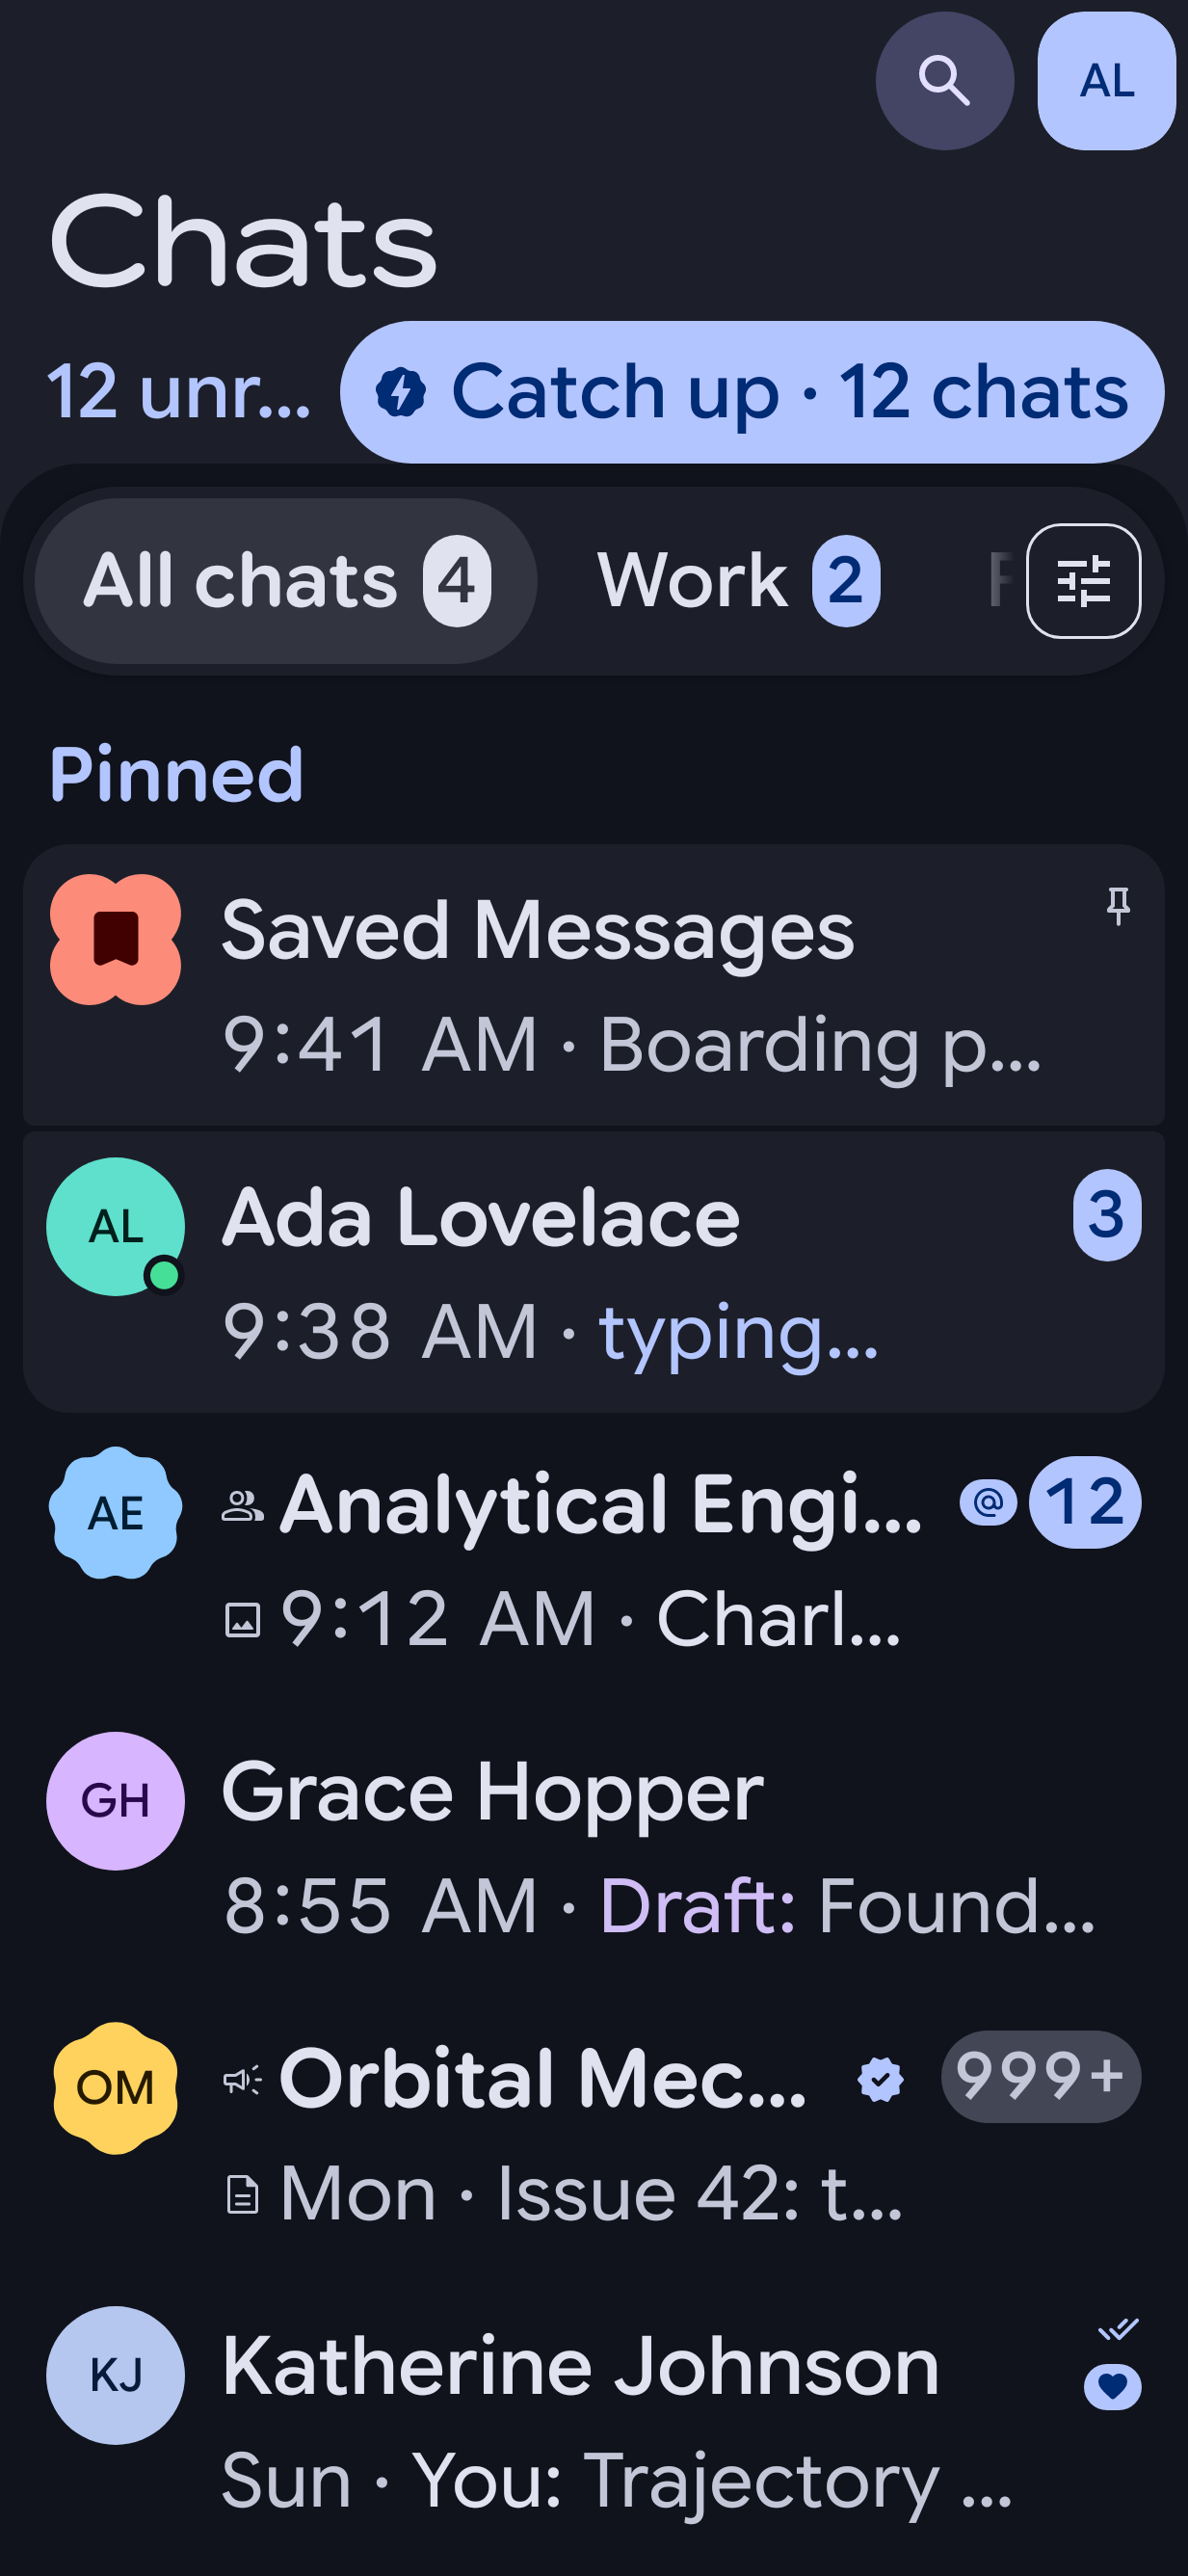 AL
Chats
12 unr...
Catch up · 12 chats
All chats 4
Work 2
Pinned
Saved Messages
9:41 AM · Boarding p...
AL
Ada Lovelace
3
9:38 AM · typing...
AE
Analytical Engi...
@ 12
9:12 AM · Charl...
GH
Grace Hopper
8:55 AM · Draft: Found...
OM
Orbital Mec...
999+
Mon · Issue 42: t...
KJ
Katherine Johnson
Sun · You: Trajectory ...